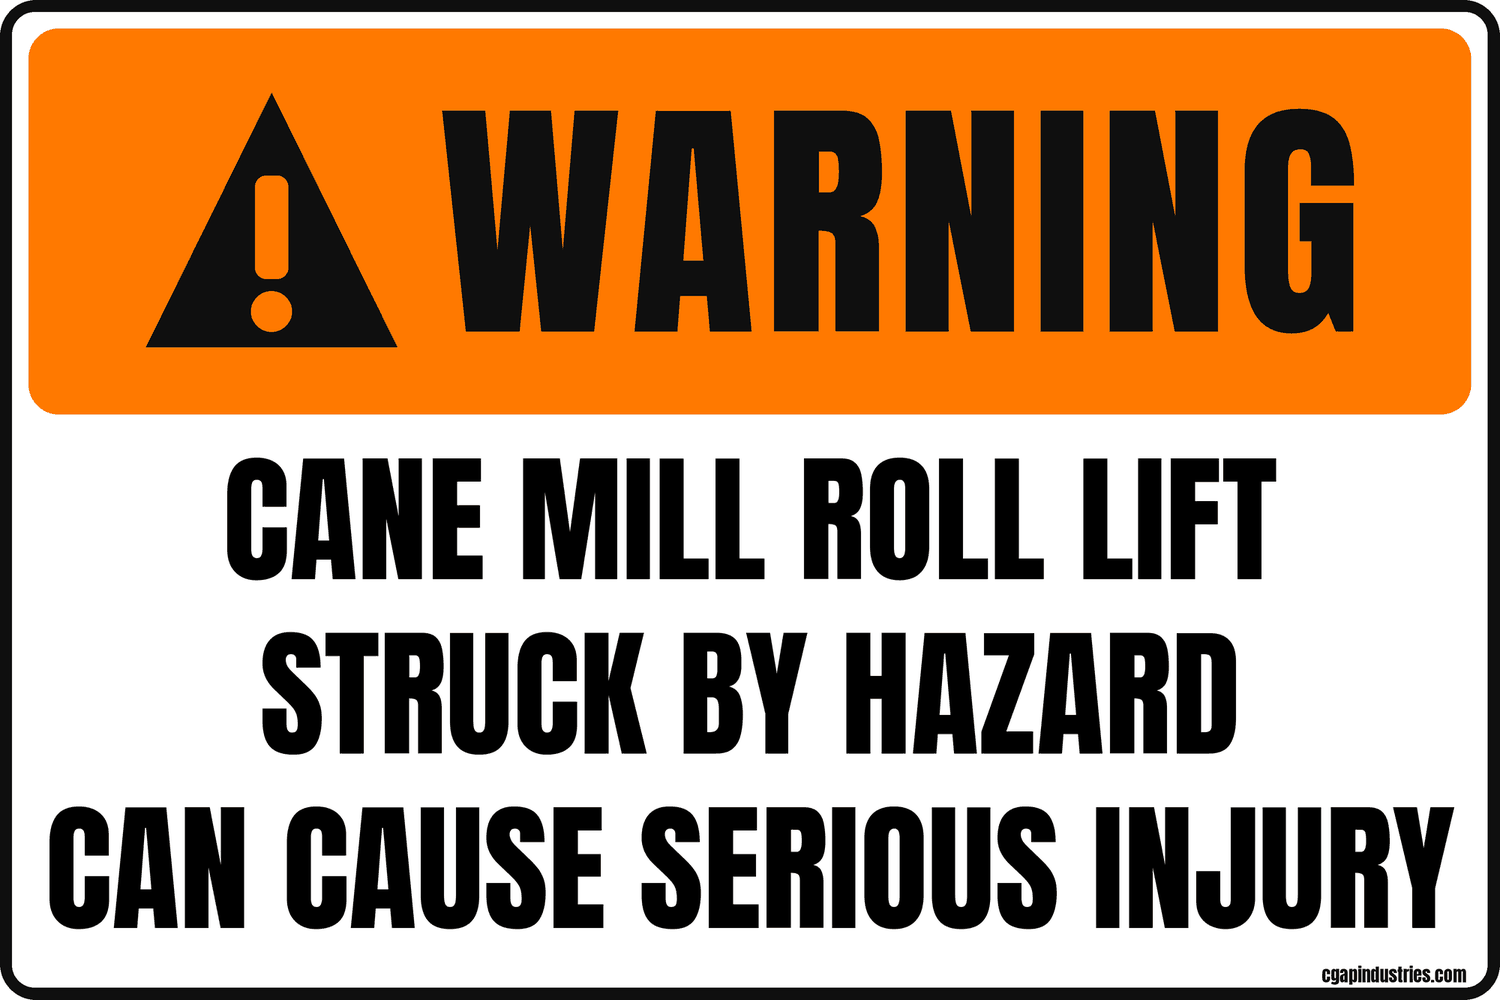 WARNING
CANE MILL ROLL LIFT
STRUCK BY HAZARD
CAN CAUSE SERIOUS INJURY
cgapindustries.com